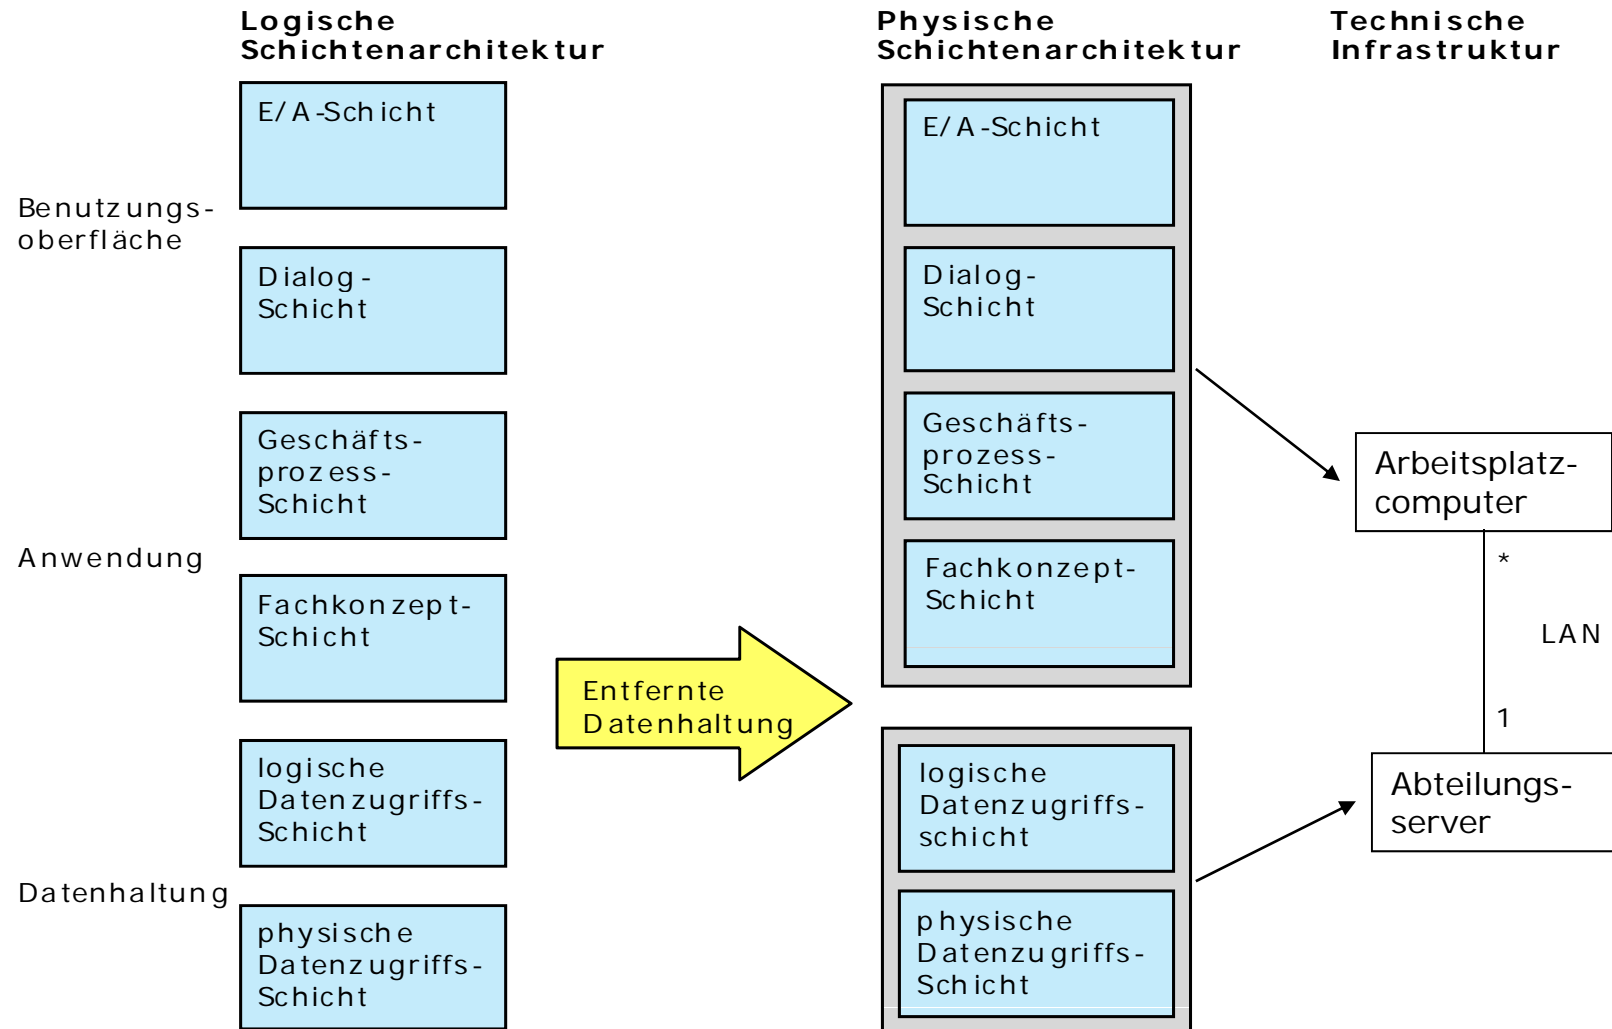 Logische
Schichtenarchitektur
Physische
Schichtenarchitektur
Technische
Infrastruktur
Benutzungs-
oberfläche
Anwendung
Datenhaltung
E/A-Schicht
Dialog-
Schicht
Geschäfts-
prozess-
Schicht
Fachkonzept-
Schicht
logische
Datenzugriffs-
Schicht
physische
Datenzugriffs-
Schicht
Entfernte
Datenhaltung
E/A-Schicht
Dialog-
Schicht
Geschäfts-
prozess-
Schicht
Fachkonzept-
Schicht
logische
Datenzugriffs-
schicht
physische
Datenzugriffs-
Schicht
Arbeitsplatz-
computer
*
LAN
1
Abteilungs-
server